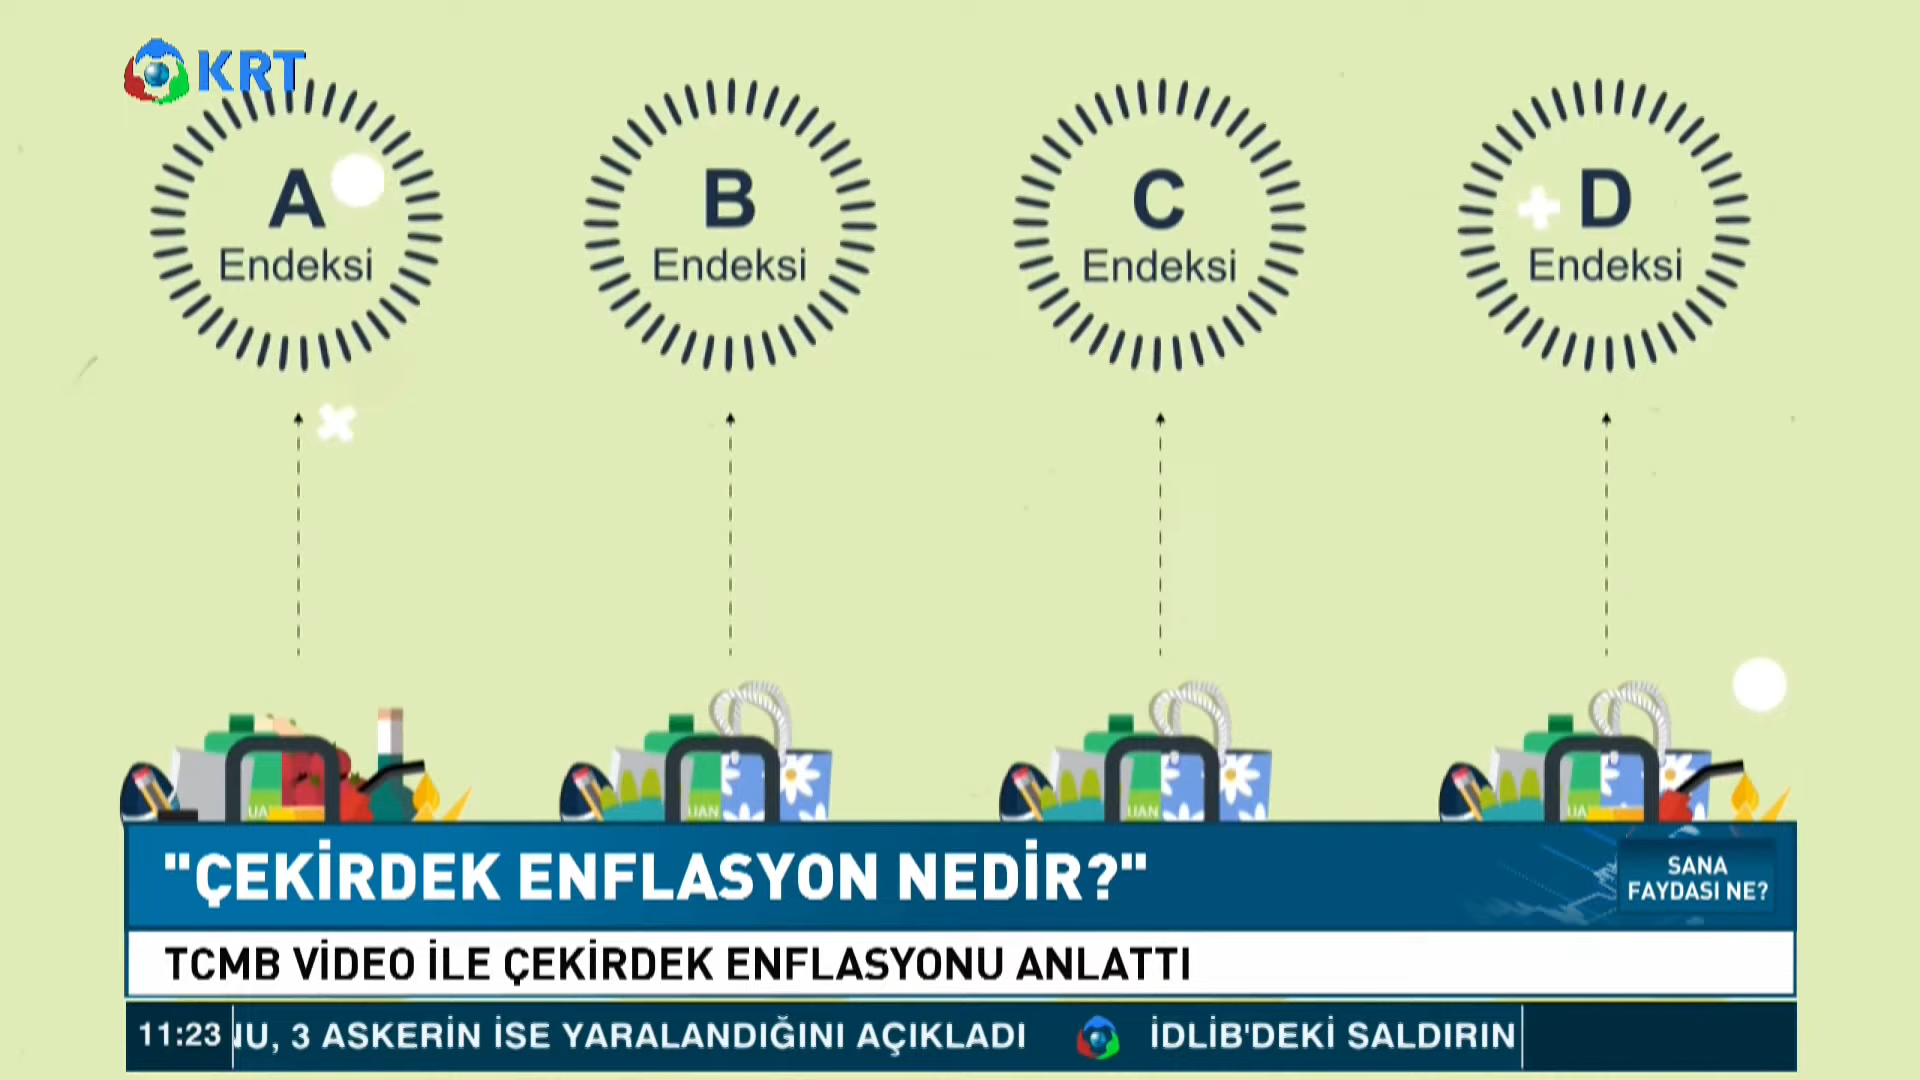 KRT
A
Endeksi
B
Endeksi
C
Endeksi
D
Endeksi
"ÇEKİRDEK ENFLASYON NEDİR?"
SANA
FAYDASI NE?
TCMB VİDEO İLE ÇEKİRDEK ENFLASYONU ANLATTI
11:23
3 ASKERİN İSE YARALANDIĞINI AÇIKLADI
İDLİB'DEKİ SALDIRIN